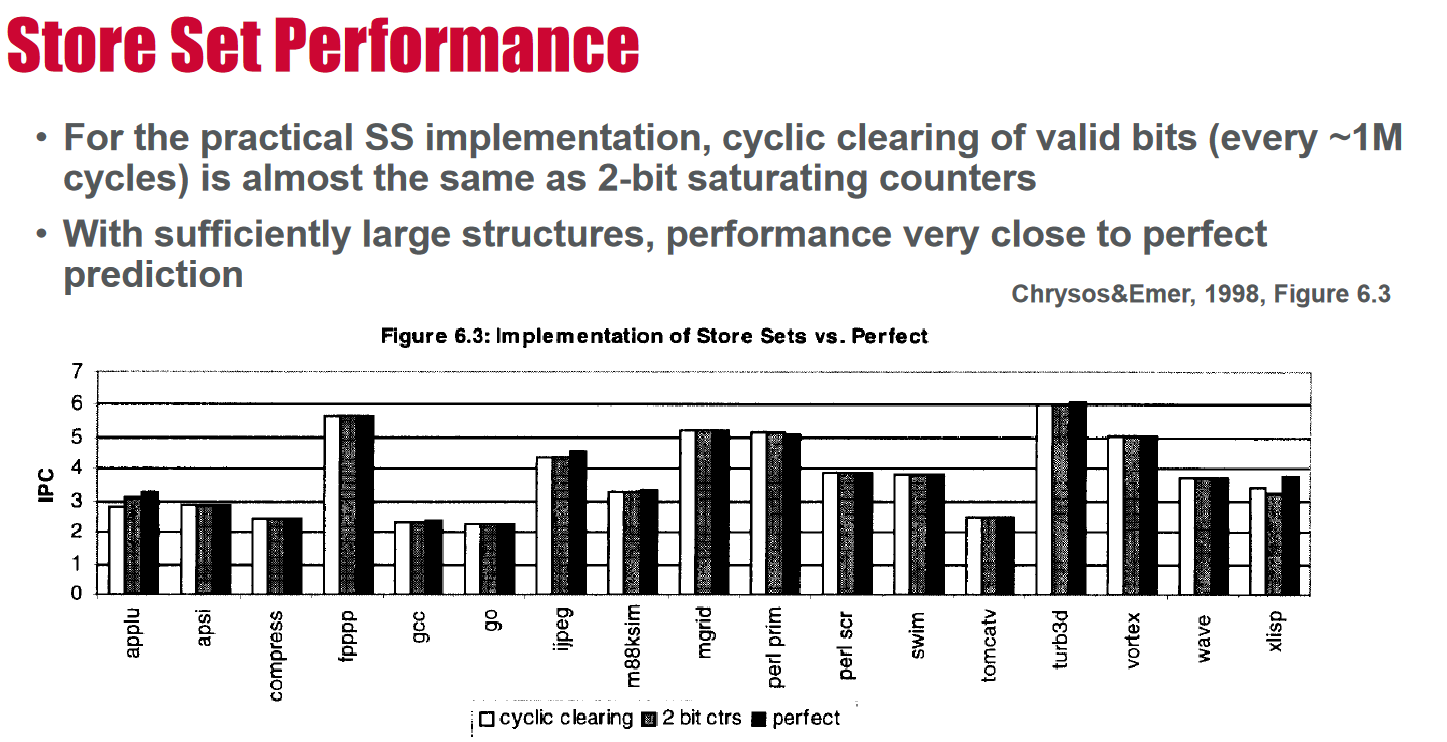 Store Set Performance
• For the practical SS implementation, cyclic clearing of valid bits (every ~1M
cycles) is almost the same as 2-bit saturating counters
• With sufficiently large structures, performance very close to perfect
prediction
Chrysos&Emer, 1998, Figure 6.3
Figure 6.3: Implementation of Store Sets vs. Perfect
7
6
5
4
3
2
1
0
IPC
applu
apsi
compress
fpppp
gcc
go
ijpeg
m88ksim
mgrid
perl prim
perl scr
swim
tomcatv
turb3d
vortex
wave
xlisp
cyclic clearing 2 bit ctrs perfect